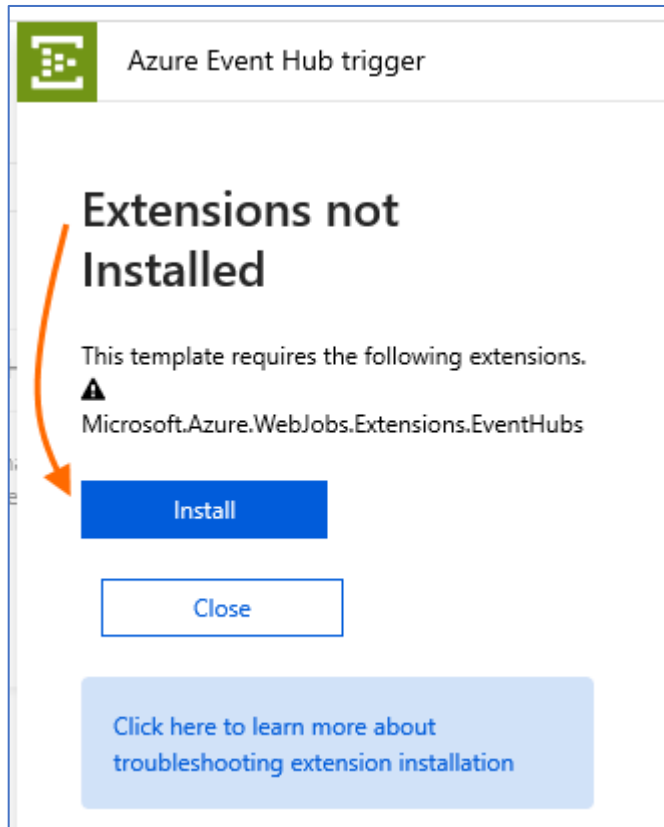 Azure Event Hub trigger
Extensions not
Installed
This template requires the following extensions.
Microsoft.Azure.WebJobs.Extensions.EventHubs
Install
Close
Click here to learn more about
troubleshooting extension installation